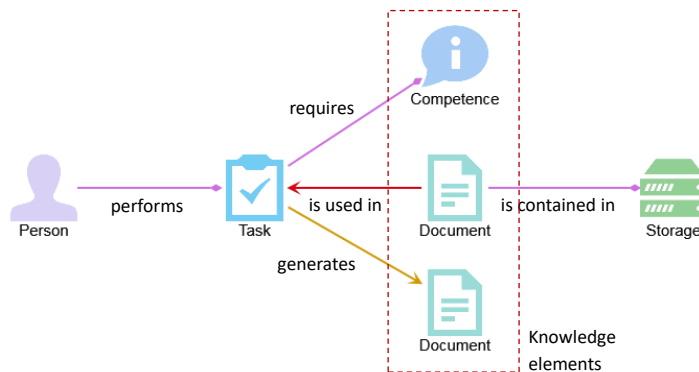 Competence
requires
Person
performs
Task
is used in
Document
is contained in
Storage
generates
Document
Knowledge
elements